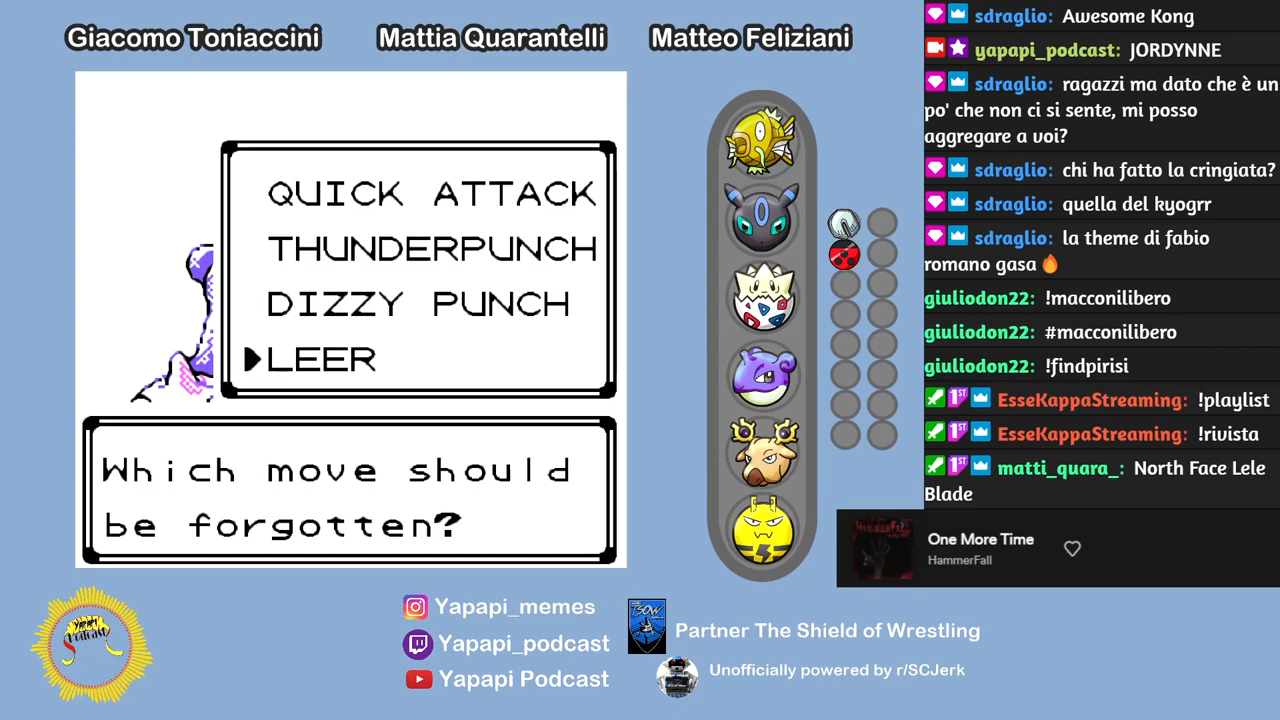 Giacomo Toniaccini
Mattia Quarantelli
Matteo Feliziani
QUICK ATTACK
THUNDERPUNCH
DIZZY PUNCH
LEER
Which move should
be forgotten?
sdraglio: Awesome Kong
yapapi_podcast: JORDYNNE
sdraglio: ragazzi ma dato che è un
po' che non ci si sente, mi posso
aggregare a voi?
sdraglio: chi ha fatto la cringiata?
sdraglio: quella del kyogrr
sdraglio: la theme di fabio
romano gasa🔥
giuliodon22: !macconilibero
giuliodon22: #macconilibero
giuliodon22: !findpirisi
EsseKappaStreaming: !playlist
EsseKappaStreaming: !rivista
matti_quara_: North Face Lele
Blade
One More Time
HammerFall
Yapapi_memes
Yapapi_podcast
Yapapi Podcast
TSOW
Partner The Shield of Wrestling
Unofficially powered by r/SCJerk